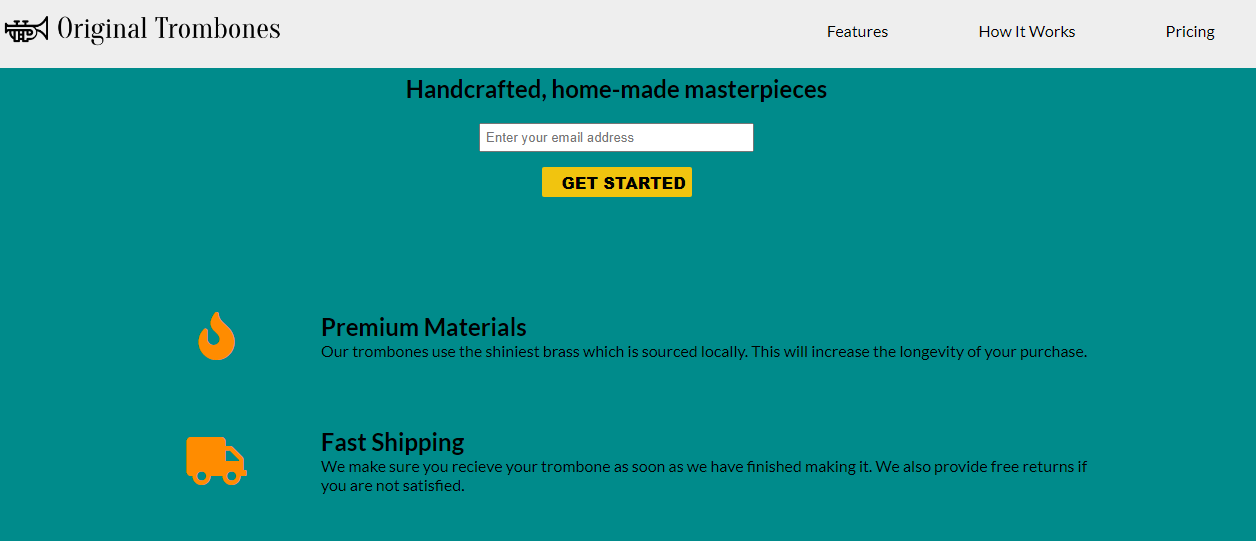 Original Trombones
Features
How It Works
Pricing
Handcrafted, home-made masterpieces
Enter your email address
GET STARTED
Premium Materials
Our trombones use the shiniest brass which is sourced locally. This will increase the longevity of your purchase.
Fast Shipping
We make sure you recieve your trombone as soon as we have finished making it. We also provide free returns if
you are not satisfied.